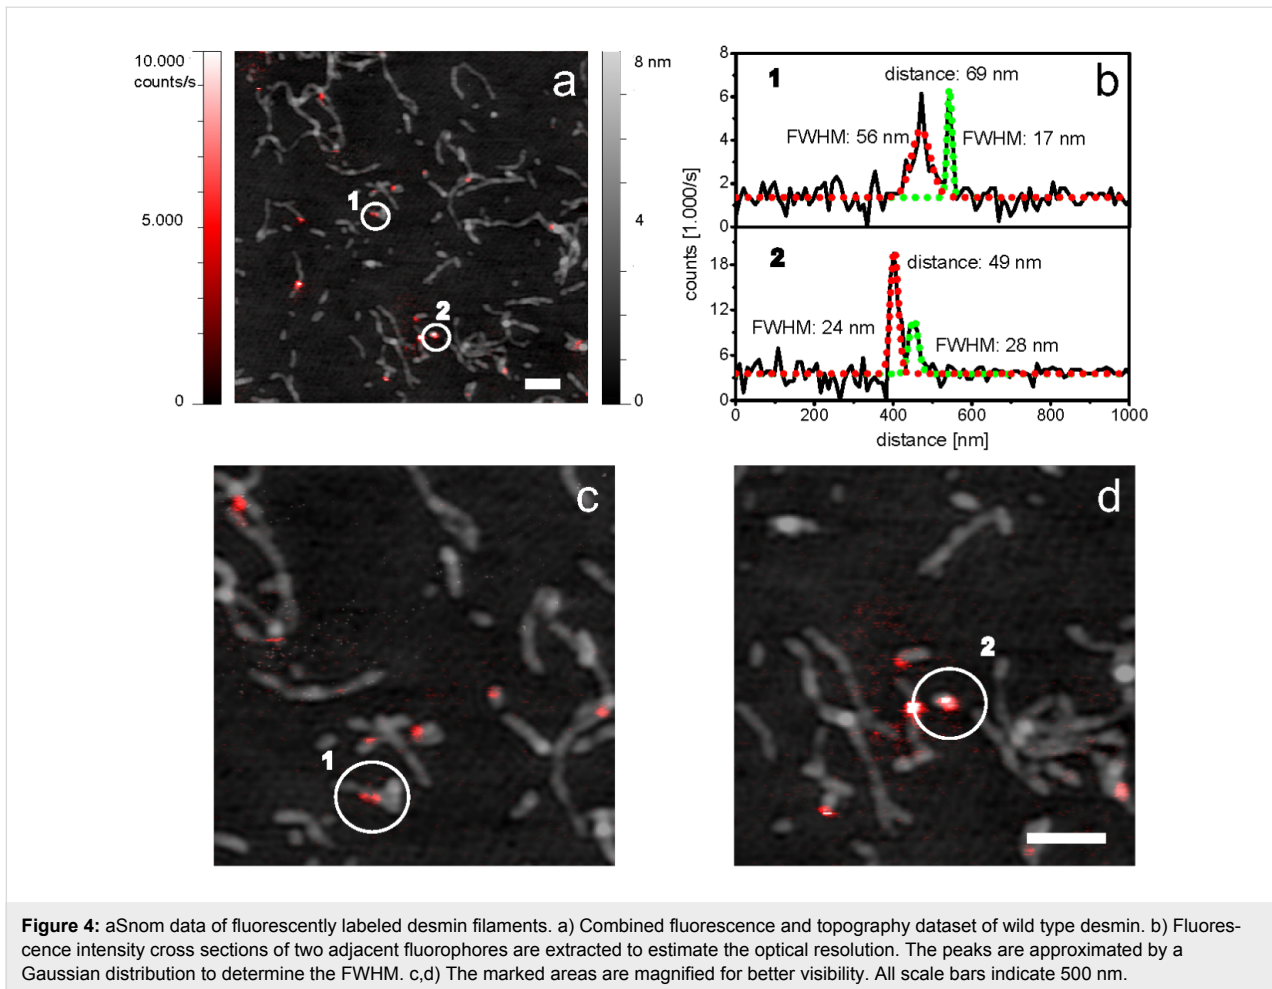 10.000
counts/s
5.000
0
a
1
2
8 nm
4
0
b
1
distance: 69 nm
FWHM: 56 nm
FWHM: 17 nm
8
6
4
2
0
2
distance: 49 nm
FWHM: 24 nm
FWHM: 28 nm
18
12
6
0
counts [1.000/s]
0 200 400 600 800 1000
distance [nm]
c
1
d
2
Figure 4: aSnom data of fluorescently labeled desmin filaments. a) Combined fluorescence and topography dataset of wild type desmin. b) Fluores-
cence intensity cross sections of two adjacent fluorophores are extracted to estimate the optical resolution. The peaks are approximated by a
Gaussian distribution to determine the FWHM. c,d) The marked areas are magnified for better visibility. All scale bars indicate 500 nm.